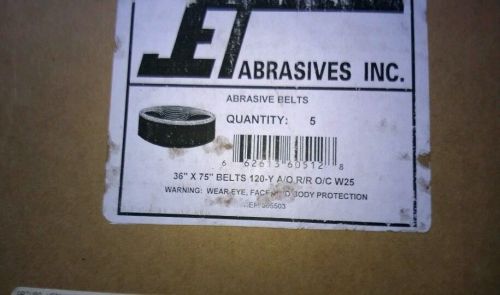 JET
ABRASIVES INC.
ABRASIVE BELTS
QUANTITY: 5
6 62613 60512 8
36" X 75" BELTS 120-Y A/O R/R O/C W25
WARNING: WEAR EYE, FACE AND BODY PROTECTION